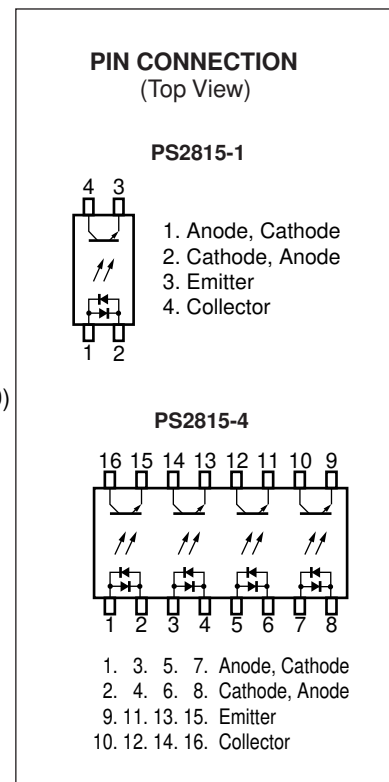 PIN CONNECTION
(Top View)
PS2815-1
4 3
1. Anode, Cathode
2. Cathode, Anode
3. Emitter
4. Collector
1 2
)
PS2815-4
16 15 14 13 12 11 10 9
1 2 3 4 5 6 7 8
1. 3. 5. 7. Anode, Cathode
2. 4. 6. 8. Cathode, Anode
9. 11. 13. 15. Emitter
10. 12. 14. 16. Collector